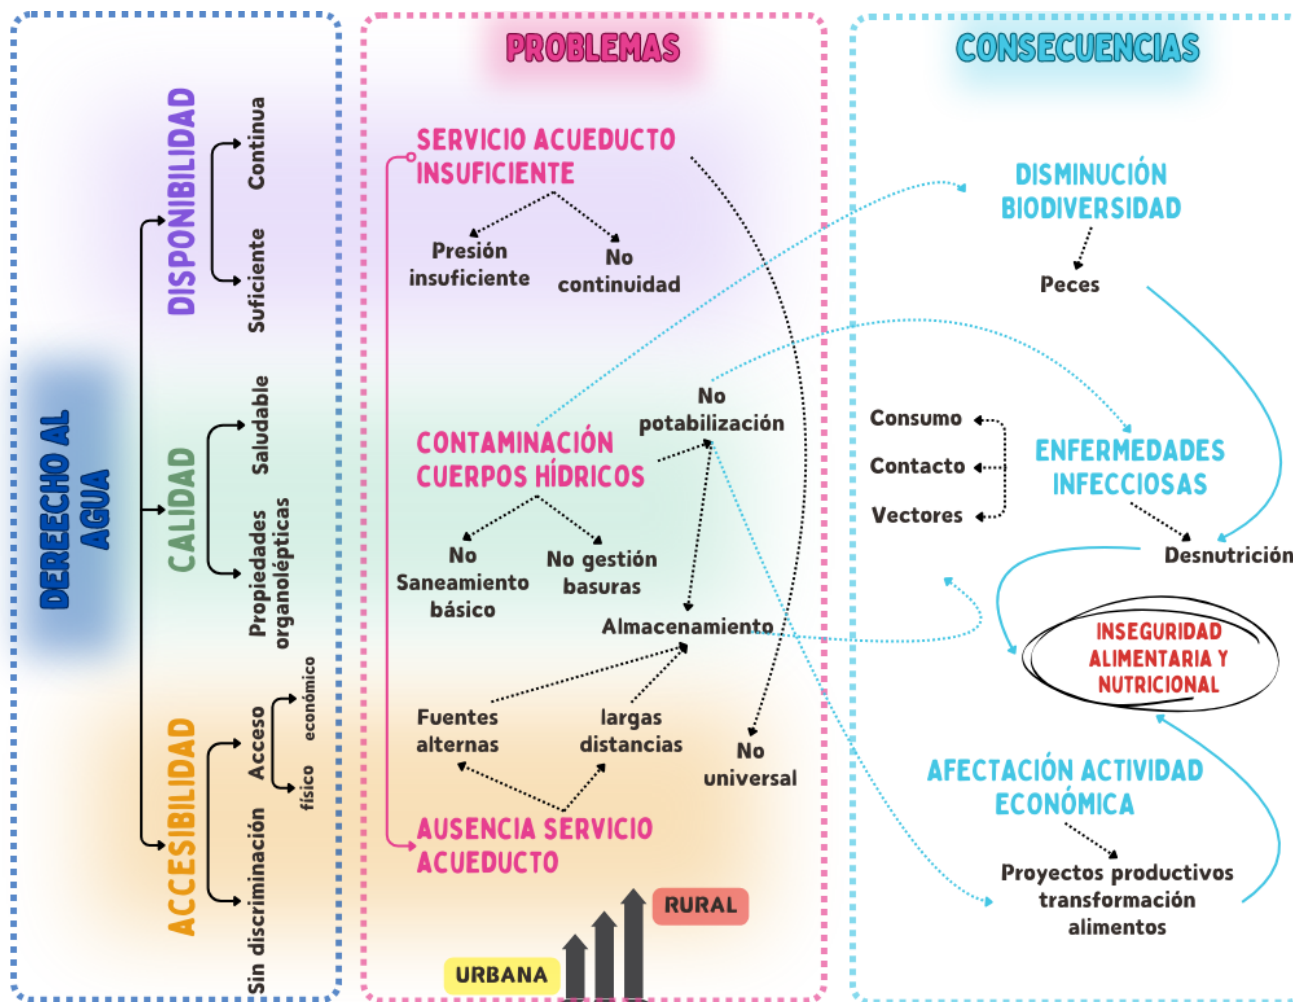 DERECHO AL
AGUA
DISPONIBILIDAD
Continua
Suficiente
CALIDAD
Saludable
Propiedades
organolépticas
ACCESIBILIDAD
Acceso
económico
físico
Sin discriminación
PROBLEMAS
SERVICIO ACUEDUCTO
INSUFICIENTE
Presión
insuficiente
No
continuidad
No
potabilización
CONTAMINACIÓN
CUERPOS HÍDRICOS
No
Saneamiento
básico
No gestión
basuras
Almacenamiento
Fuentes
alternas
largas
distancias
No
universal
AUSENCIA SERVICIO
ACUEDUCTO
RURAL
URBANA
CONSECUENCIAS
DISMINUCIÓN
BIODIVERSIDAD
Peces
Consumo
Contacto
Vectores
ENFERMEDADES
INFECCIOSAS
Desnutrición
INSEGURIDAD
ALIMENTARIA Y
NUTRICIONAL
AFECTACIÓN ACTIVIDAD
ECONÓMICA
Proyectos productivos
transformación
alimentos